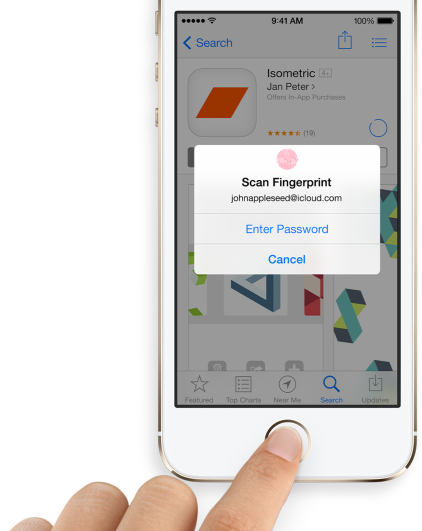 9:41 AM
100%
Search
Isometric 4+
Jan Peter >
Offers In-App Purchases
(19)
Scan Fingerprint
johnappleseed@icloud.com
Enter Password
Cancel
Featured
Top Charts
Near Me
Search
Updates